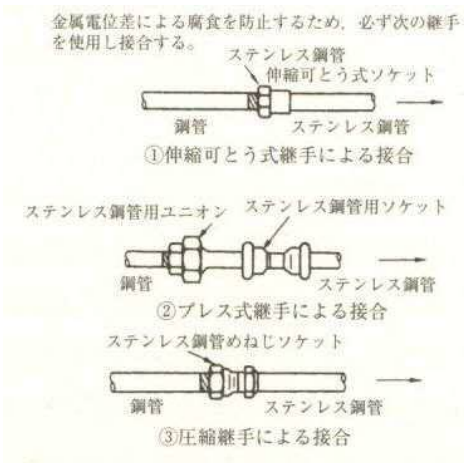 金属電位差による腐食を防止するため，必ず次の継手
を使用し接合する。
ステンレス鋼管
伸縮可とう式ソケット
鋼管 ステンレス鋼管
①伸縮可とう式継手による接合
ステンレス鋼管用ユニオン ステンレス鋼管用ソケット
鋼管 ステンレス鋼管
②プレス式継手による接合
ステンレス鋼管めねじソケット
鋼管 ステンレス鋼管
③圧縮継手による接合